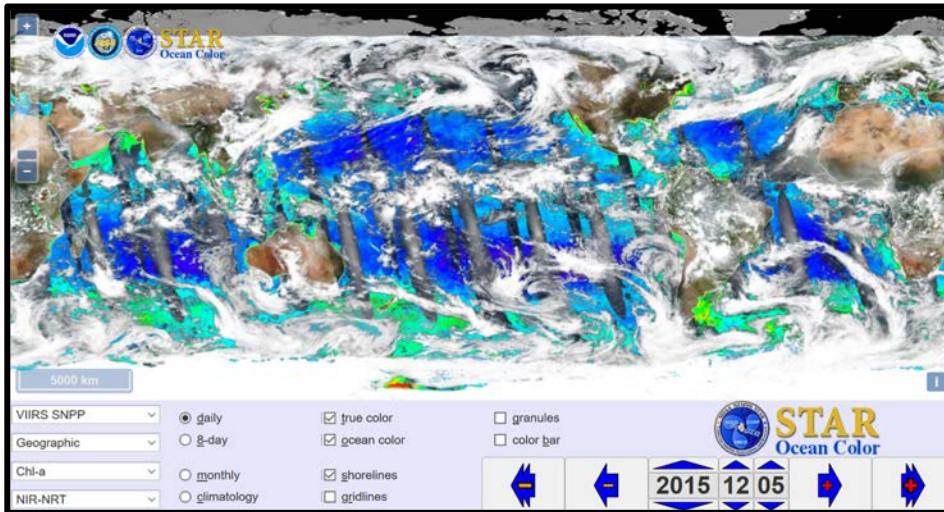 +
STAR
Ocean Color
−
5000 km
i
VIIRS SNPP
daily
true color
granules
Geographic
8-day
ocean color
color bar
Chl-a
monthly
shorelines
NIR-NRT
climatology
gridlines
STAR
Ocean Color
2015 12 05